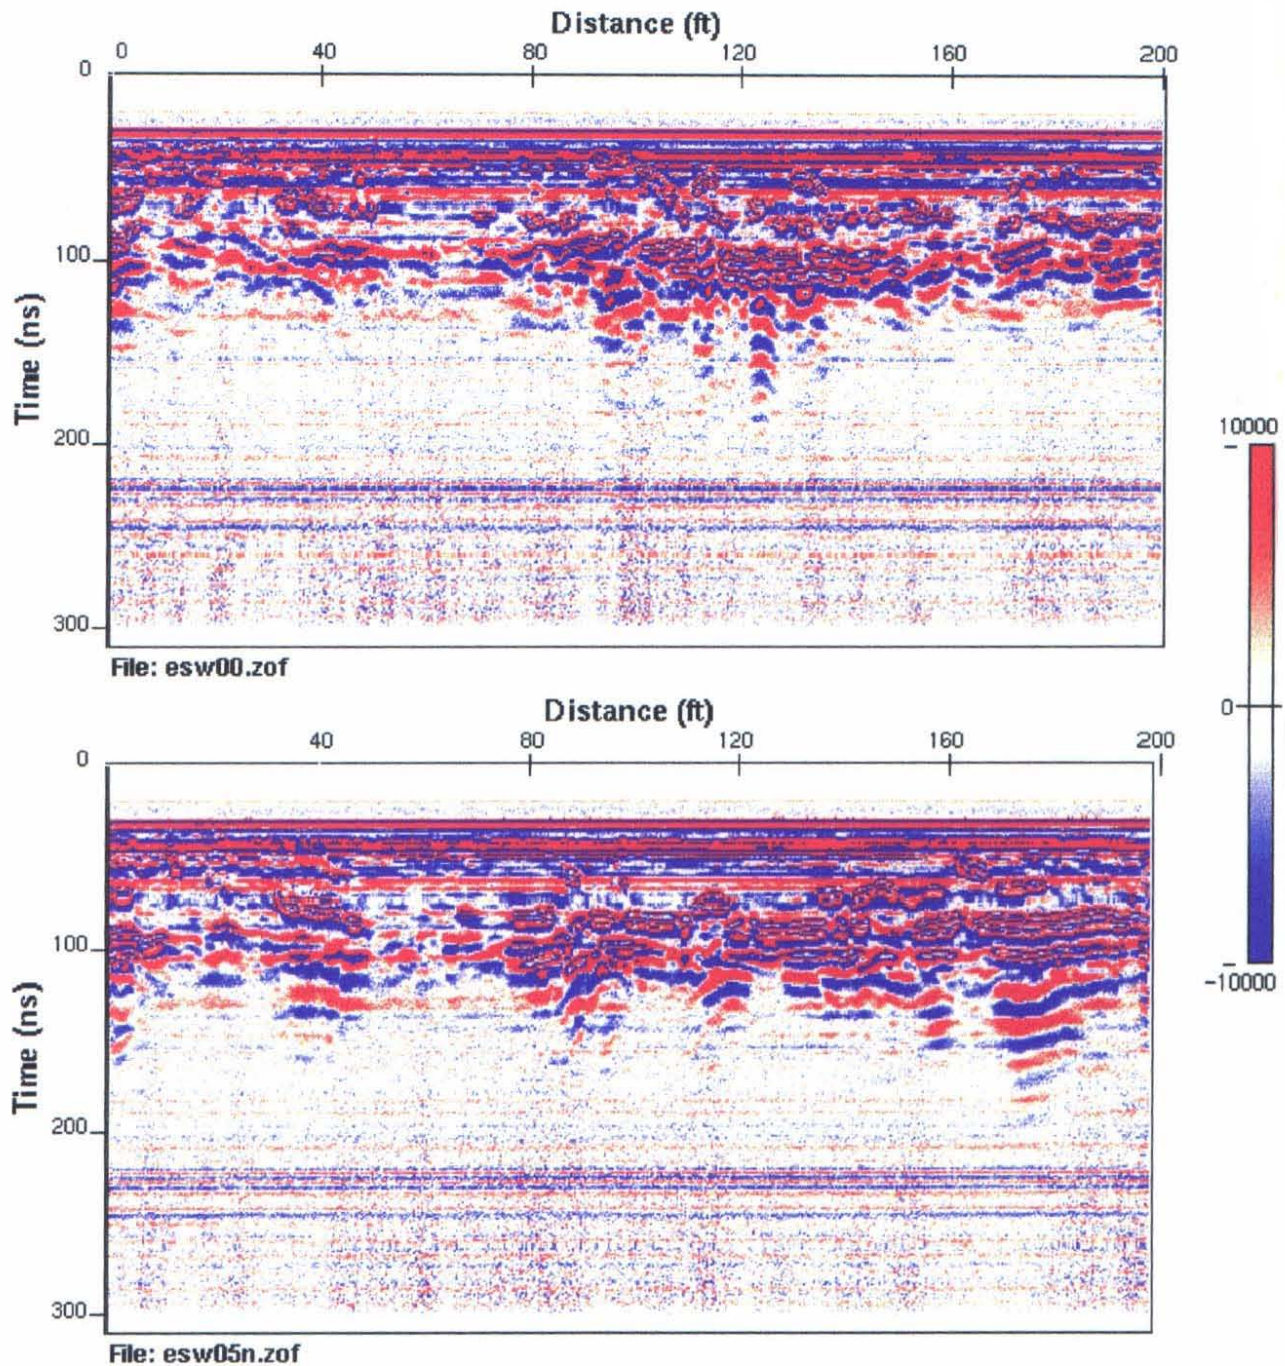 Distance (ft)
0 40 80 120 160 200
0
100
200
300
Time (ns)
File: esw00.zof
10000
0
-10000
Distance (ft)
40 80 120 160 200
0
100
200
300
Time (ns)
File: esw05n.zof